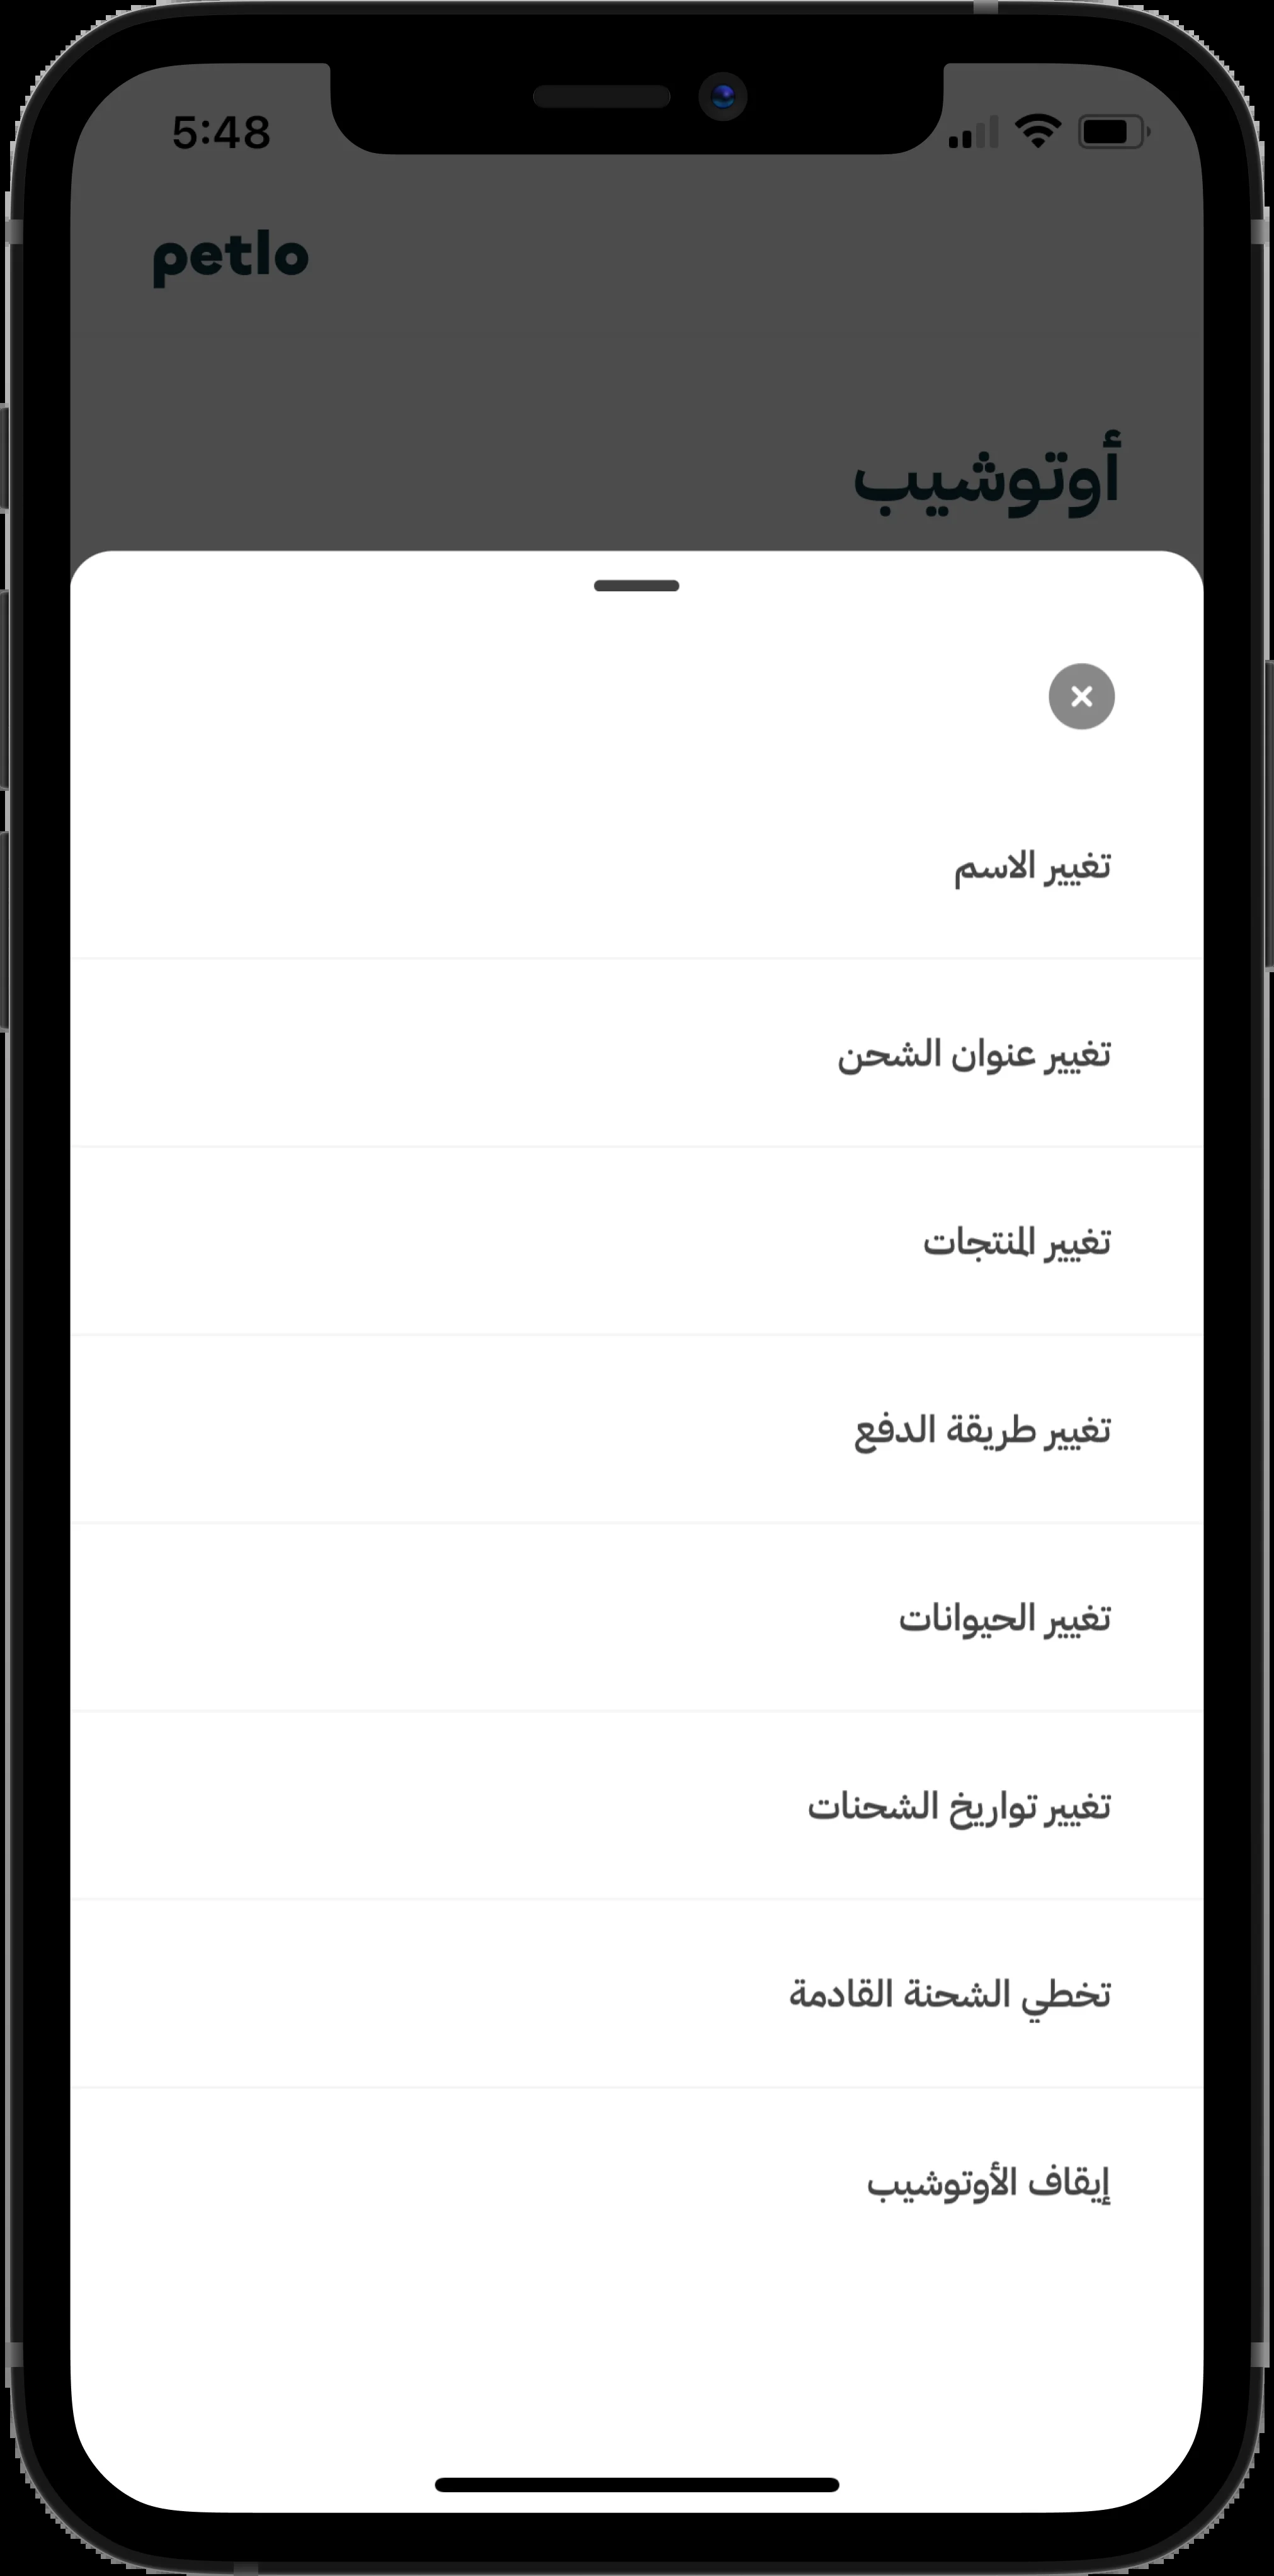 5:48
petlo
أوتوشيب
تغيير الاسم
تغيير عنوان الشحن
تغيير المنتجات
تغيير طريقة الدفع
تغيير الحيوانات
تغيير تواريخ الشحنات
تخطي الشحنة القادمة
إيقاف الأوتوشيب